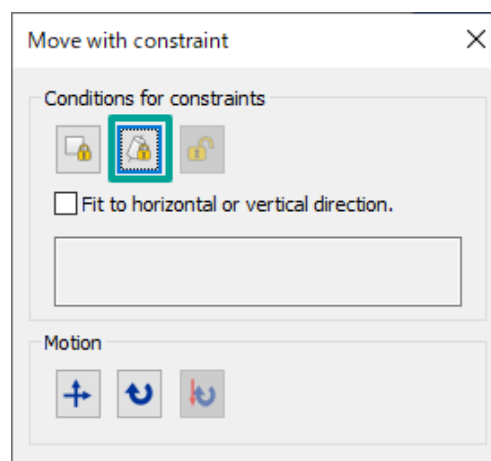 Move with constraint
Conditions for constraints
Fit to horizontal or vertical direction.
Motion